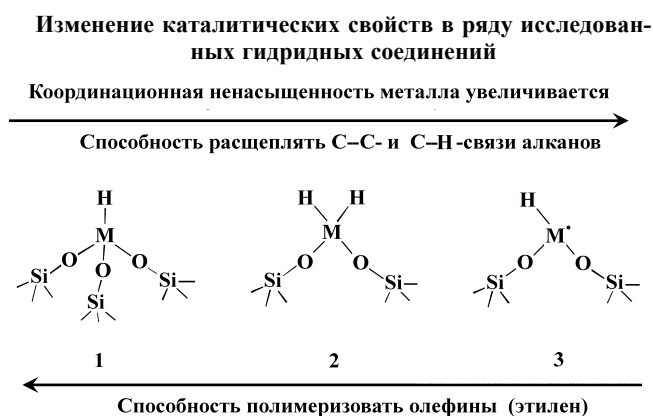 Изменение каталитических свойств в ряду исследован-
ных гидридных соединений
Координационная ненасыщенность металла увеличивается
Способность расщеплять С–С- и С–Н-связи алканов
H
M
O O O
Si Si Si
1
H H
M
O O
Si Si
2
H
M•
O O
Si Si
3
Способность полимеризовать олефины (этилен)